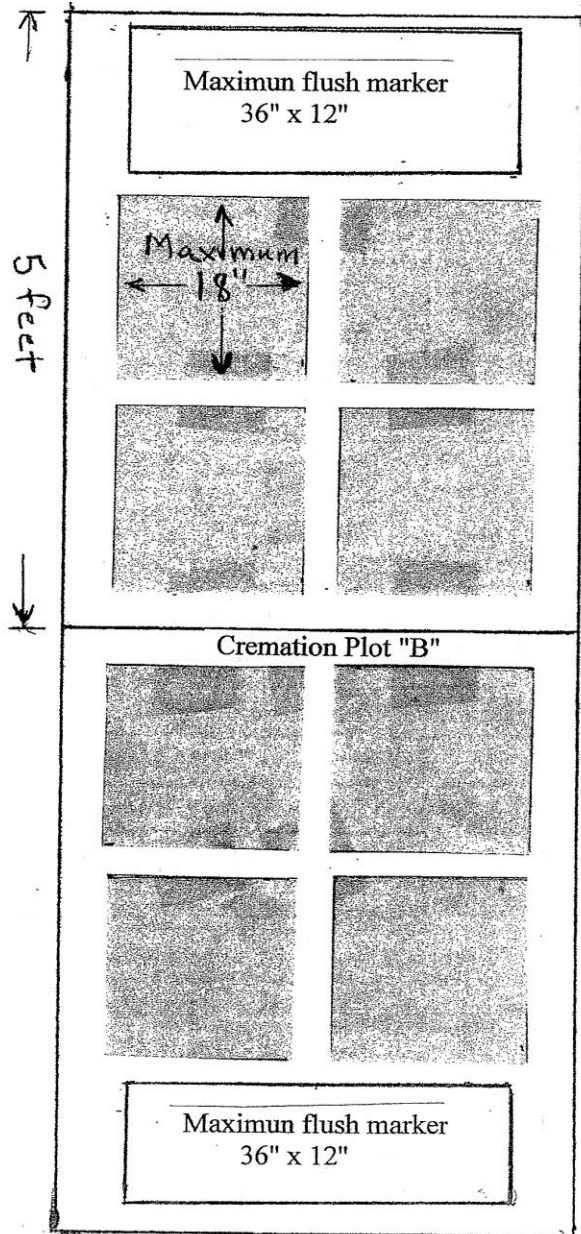 Maximun flush marker
36" x 12"
Maximum
18"
5 feet
Cremation Plot "B"
Maximun flush marker
36" x 12"